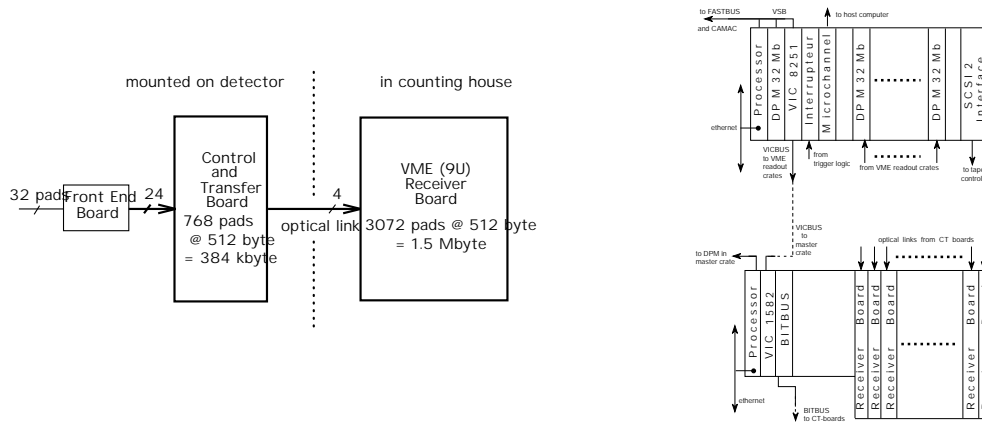 mounted on detector
in counting house
32 pads
Front End
Board
24
Control
and
Transfer
Board
768 pads
@ 512 byte
= 384 kbyte
4
optical link
VME (9U)
Receiver
Board
3072 pads @ 512 byte
= 1.5 Mbyte
to FASTBUS
and CAMAC
VSB
to host computer
Processor
DPM 32 Mb
VIC 8251
Interrupteur
Microchannel
DPM 32 Mb
DPM 32 Mb
SCSI2
Interface
ethernet
VICBUS
to VME
readout
crates
from
trigger logic
from VME readout crates
to tape
control
VICBUS
to
master
crate
to DPM in
master crate
optical links from CT boards
Processor
VIC 1582
BITBUS
Receiver Board
Receiver Board
Receiver Board
Receiver Board
ethernet
BITBUS
to CT-boards